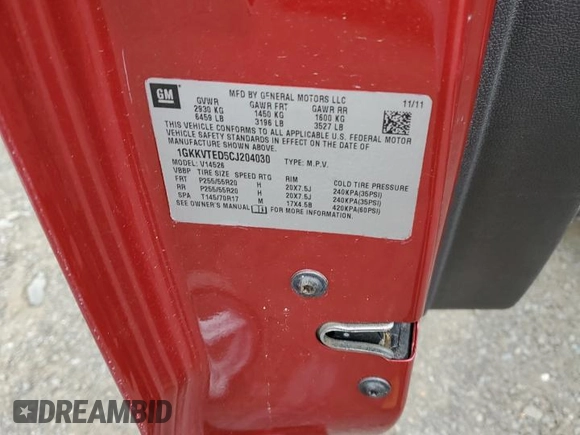 GM
MFD BY GENERAL MOTORS LLC
GVWR GAWR FRT GAWR RR 11/11
2930 KG 1450 KG 1600 KG
6459 LB 3196 LB 3527 LB
THIS VEHICLE CONFORMS TO ALL APPLICABLE U.S. FEDERAL MOTOR
VEHICLE SAFETY STANDARDS IN EFFECT ON THE DATE OF
MANUFACTURE SHOWN ABOVE.
1GKKVTED5CJ204030 TYPE: M.P.V.
MODEL: V14526
VBBP TIRE SIZE SPEED RTG RIM COLD TIRE PRESSURE
FRT P255/55R20 H 20X7.5J 240KPA(35PSI)
RR P255/55R20 H 20X7.5J 240KPA(35PSI)
SPA T145/70R17 M 17X4.5B 420KPA(60PSI)
SEE OWNER'S MANUAL FOR MORE INFORMATION.
DREAMBID